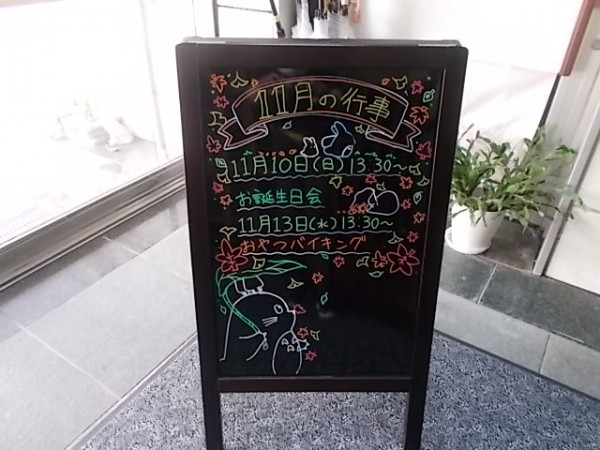 11月の行事
11月10日(日)13:30〜
お誕生日会
11月13日(水)13:30〜
おやつバイキング